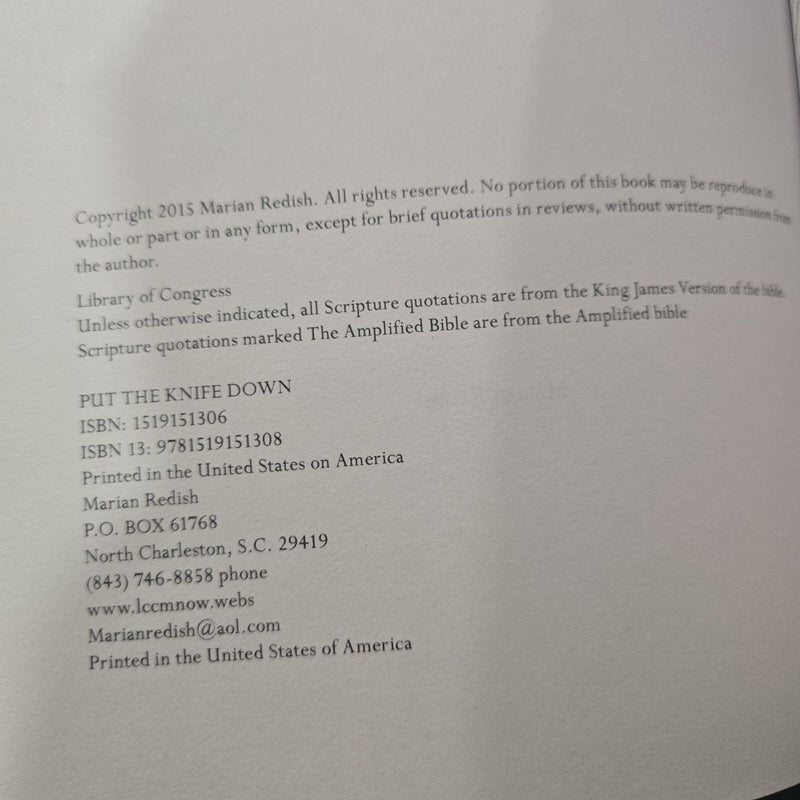 Copyright 2015 Marian Redish. All rights reserved. No portion of this book may be reproduce in
whole or part or in any form, except for brief quotations in reviews, without written permission from
the author.
Library of Congress
Unless otherwise indicated, all Scripture quotations are from the King James Version of the bible.
Scripture quotations marked The Amplified Bible are from the Amplified bible
PUT THE KNIFE DOWN
ISBN: 1519151306
ISBN 13: 9781519151308
Printed in the United States on America
Marian Redish
P.O. BOX 61768
North Charleston, S.C. 29419
(843) 746-8858 phone
www.lccmnow.webs
Marianredish@aol.com
Printed in the United States of America